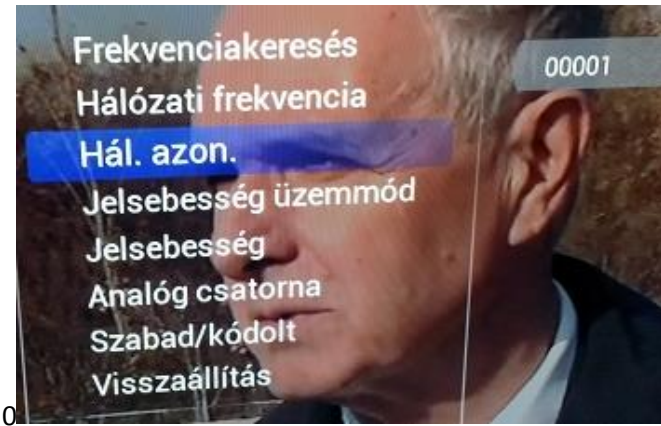 Frekvenciakeresés
00001
Hálózati frekvencia
Hál. azon.
Jelsebesség üzemmód
Jelsebesség
Analóg csatorna
Szabad/kódolt
Visszaállítás
0